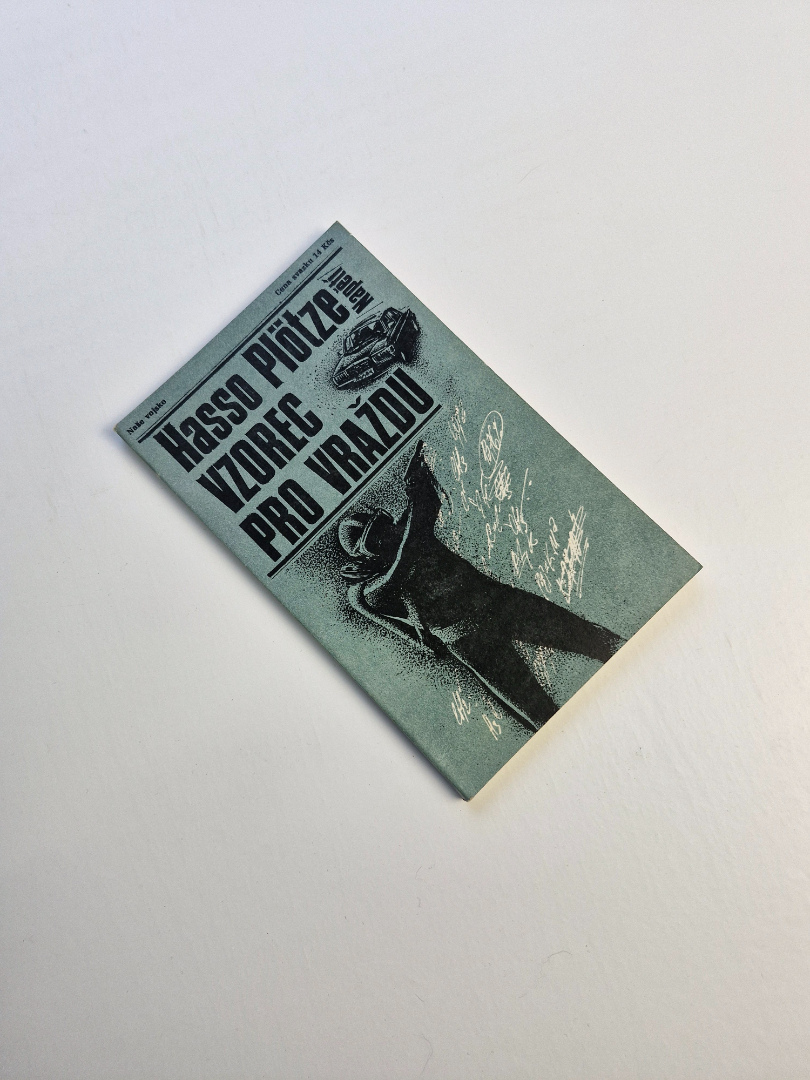 Naše vojsko
Cena svazku 14 Kčs
Hasso Plötze
Napětí
VZOREC
PRO VRAŽDU